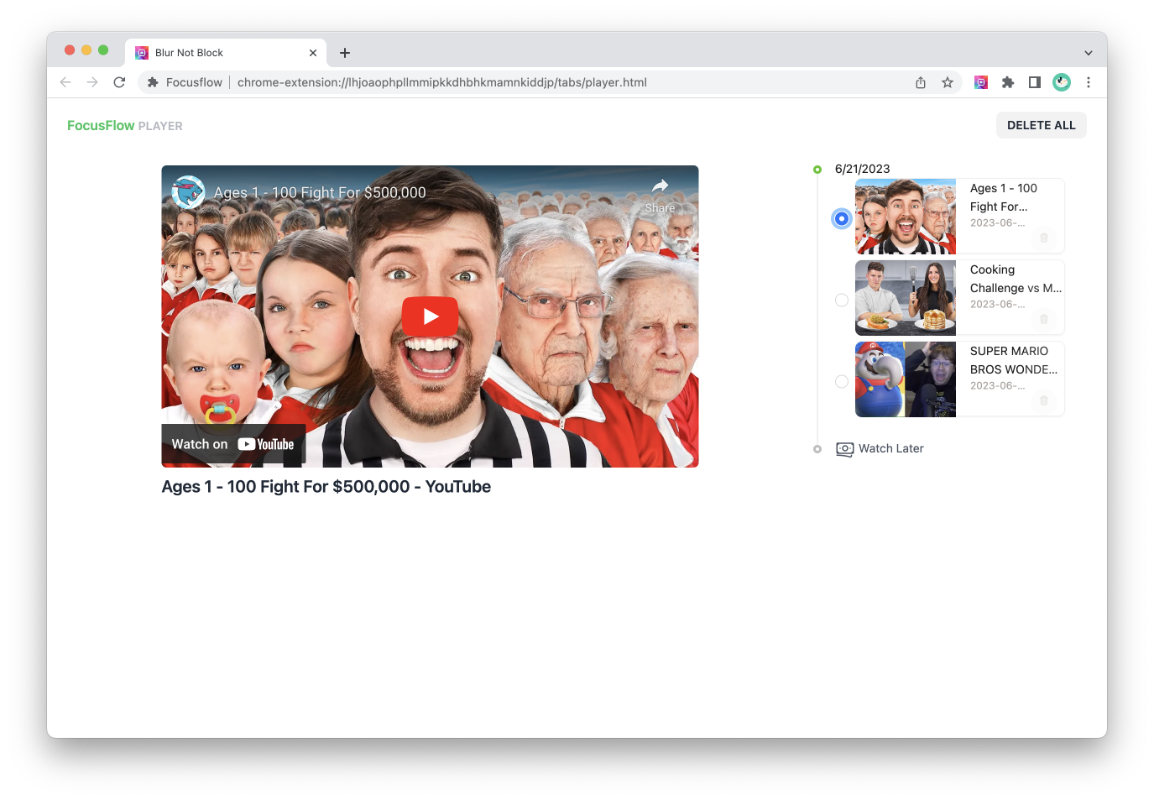 Blur Not Block
Focusflow | chrome-extension://lhjoaophpllmmipkkdhbhkmamnkiddjp/tabs/player.html
FocusFlow PLAYER
DELETE ALL
Ages 1 - 100 Fight For $500,000
Share
Watch on YouTube
Ages 1 - 100 Fight For $500,000 - YouTube
6/21/2023
Ages 1 - 100
Fight For...
2023-06-...
Cooking
Challenge vs M...
2023-06-...
SUPER MARIO
BROS WONDE...
2023-06-...
Watch Later